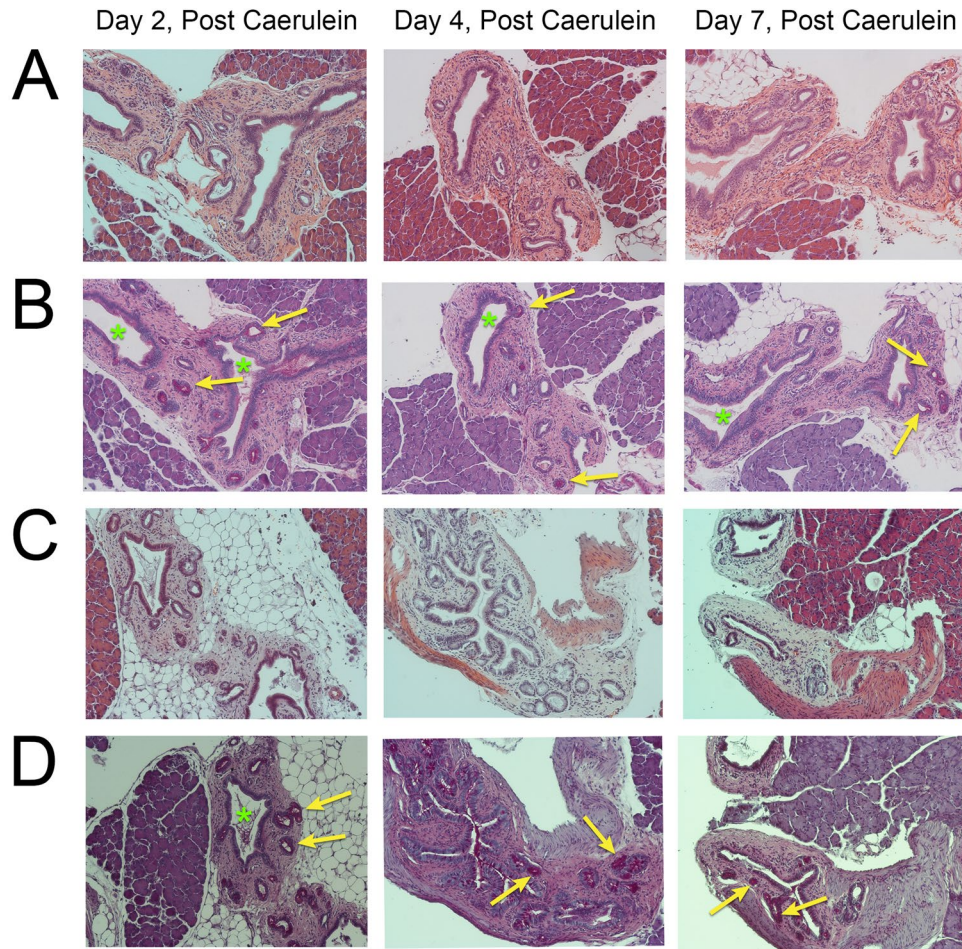 Day 2, Post Caerulein Day 4, Post Caerulein Day 7, Post Caerulein
A
B
C
D